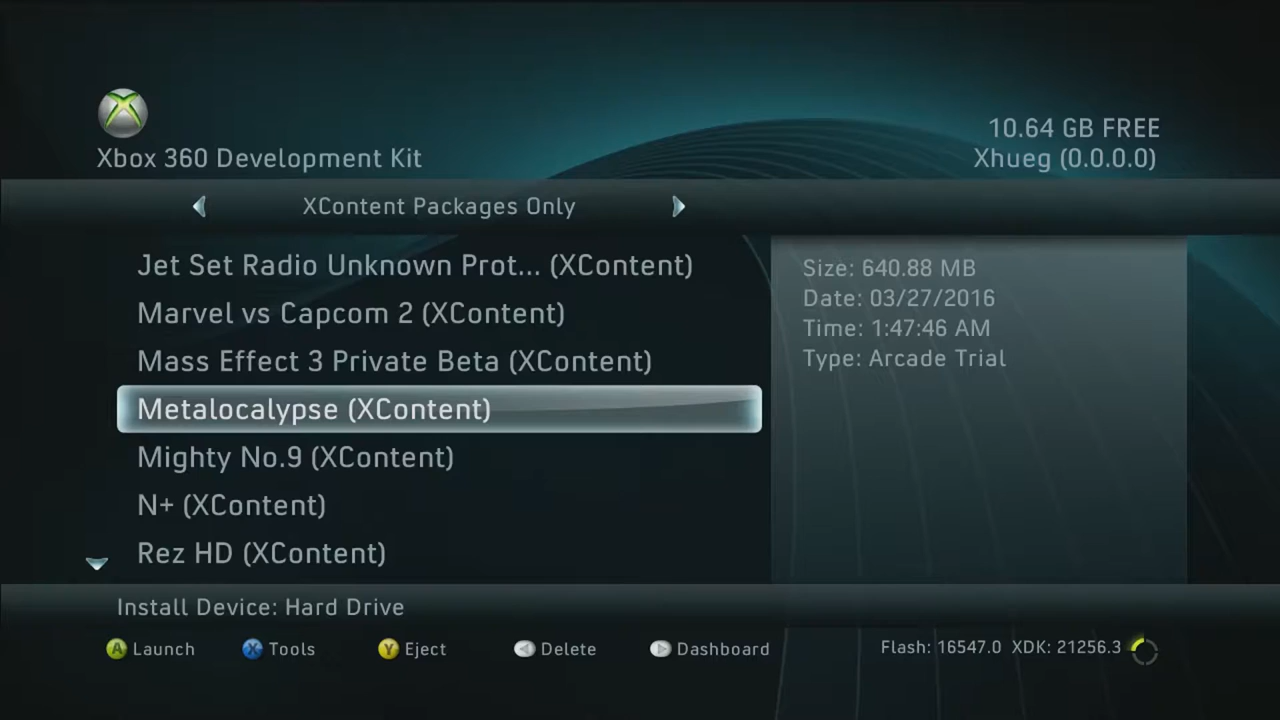 Xbox 360 Development Kit
10.64 GB FREE
Xhueg (0.0.0.0)
XContent Packages Only
Jet Set Radio Unknown Prot... (XContent)
Marvel vs Capcom 2 (XContent)
Mass Effect 3 Private Beta (XContent)
Metalocalypse (XContent)
Mighty No.9 (XContent)
N+ (XContent)
Rez HD (XContent)
Size: 640.88 MB
Date: 03/27/2016
Time: 1:47:46 AM
Type: Arcade Trial
Install Device: Hard Drive
A Launch X Tools Y Eject Delete Dashboard Flash: 16547.0 XDK: 21256.3